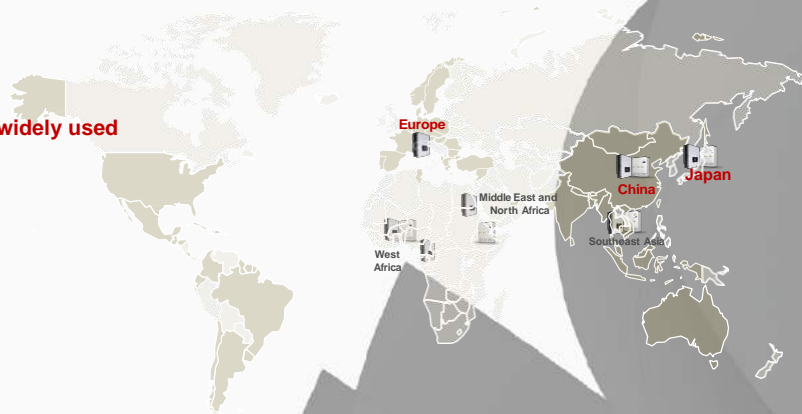 widely used
Europe
Middle East and
North Africa
West
Africa
China
Japan
Southeast Asia